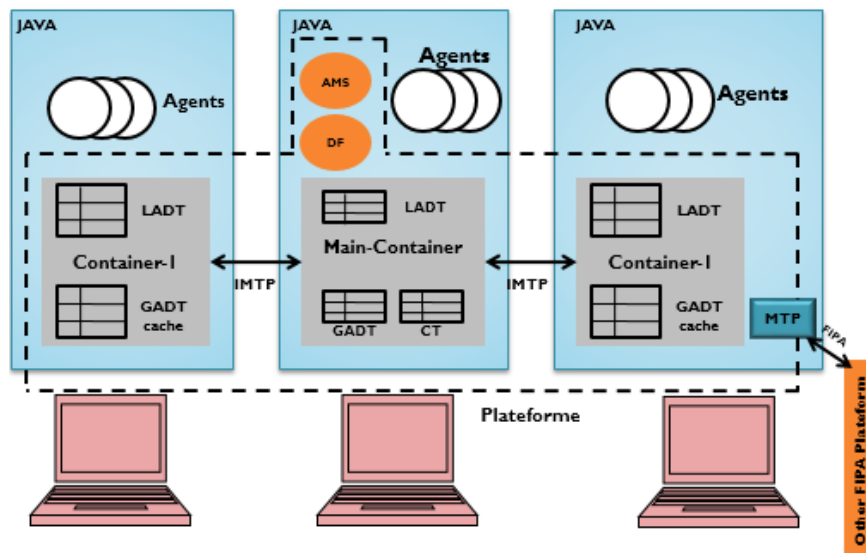 JAVA
Agents
LADT
Container-1
GADT
cache
IMTP
JAVA
AMS
DF
Agents
LADT
Main-Container
GADT
CT
IMTP
JAVA
Agents
LADT
Container-1
GADT
cache
MTP
FIPA
Plateforme
Other FIPA Plateform